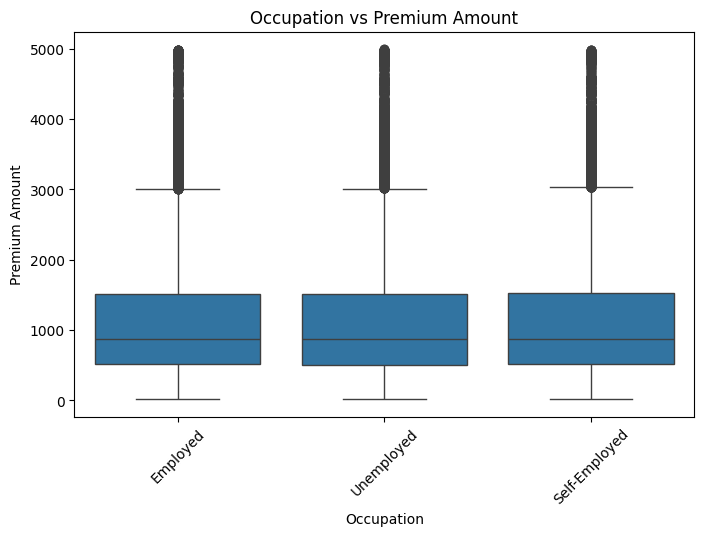 Occupation vs Premium Amount
Premium Amount
5000
4000
3000
2000
1000
0
Employed
Unemployed
Self-Employed
Occupation